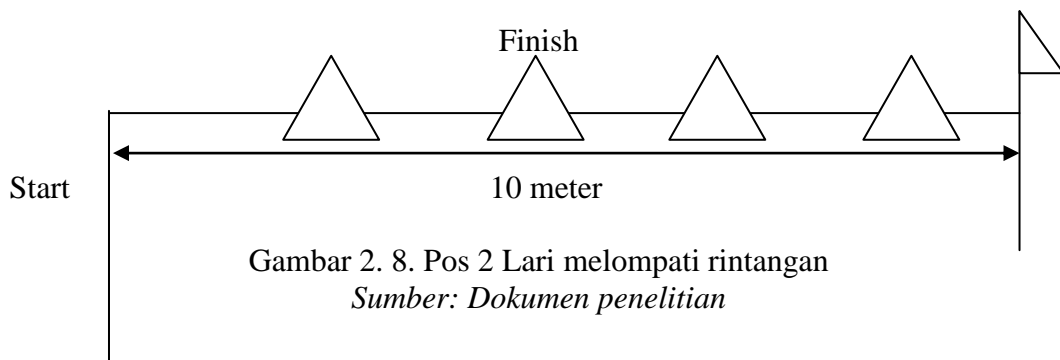 Finish
Start
10 meter
Gambar 2. 8. Pos 2 Lari melompati rintangan
Sumber: Dokumen penelitian